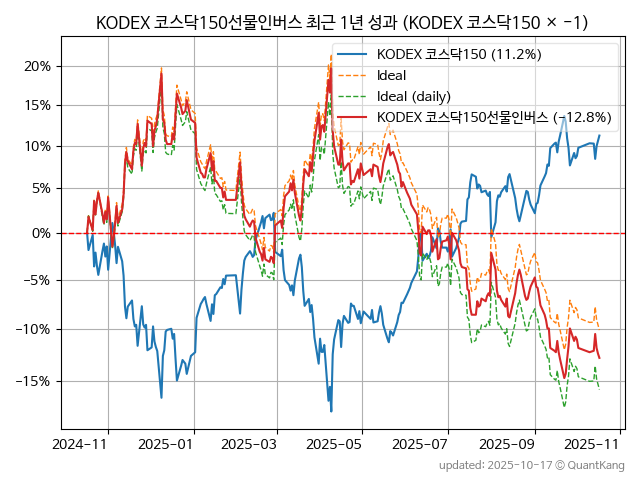 KODEX 코스닥150선물인버스 최근 1년 성과 (KODEX 코스닥150 × −1)
KODEX 코스닥150 (11.2%)
Ideal
Ideal (daily)
KODEX 코스닥150선물인버스 (−12.8%)
20%
15%
10%
5%
0%
−5%
−10%
−15%
2024-11
2025-01
2025-03
2025-05
2025-07
2025-09
2025-11
updated: 2025-10-17 © QuantKang